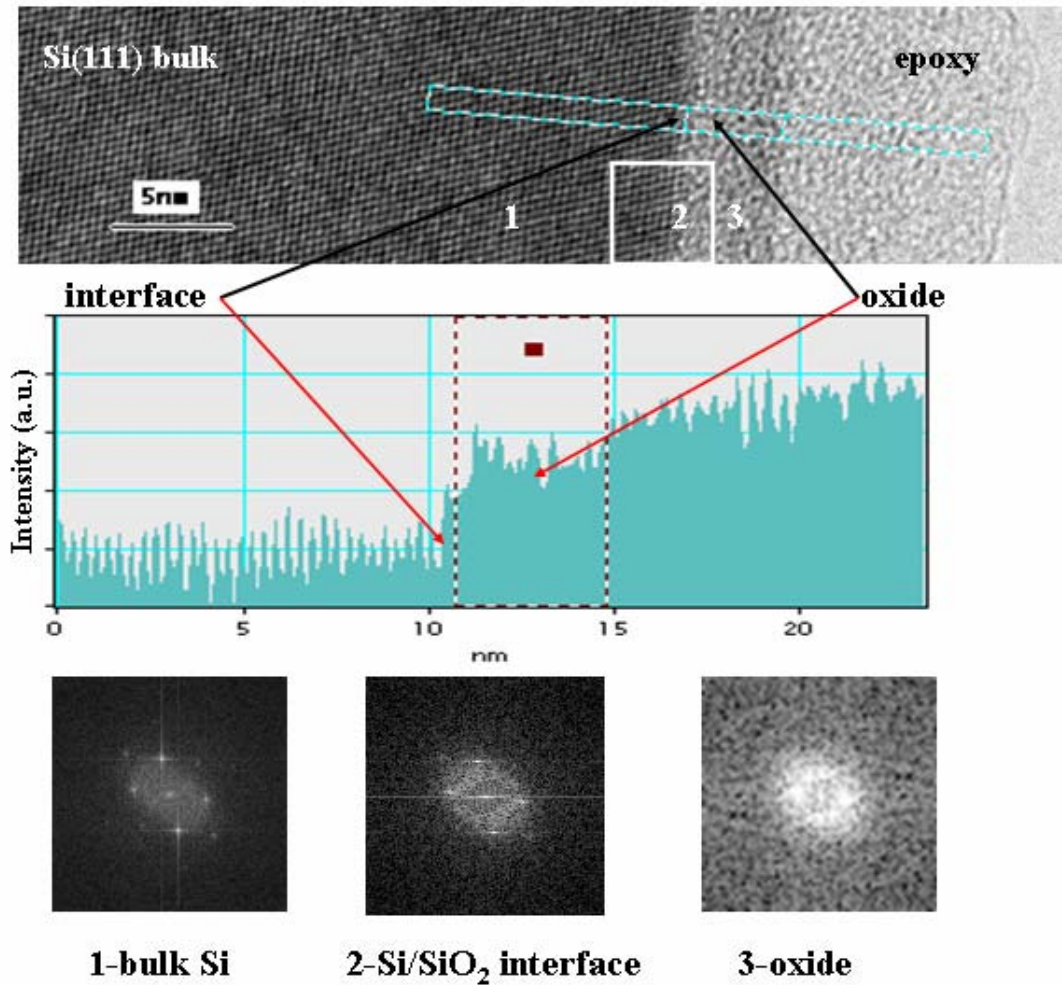 Si(111) bulk
epoxy
5n■
1
2
3
interface
oxide
Intensity (a. u.)
0
5
10
15
20
nm
1-bulk Si
2-Si/SiO₂ interface
3-oxide